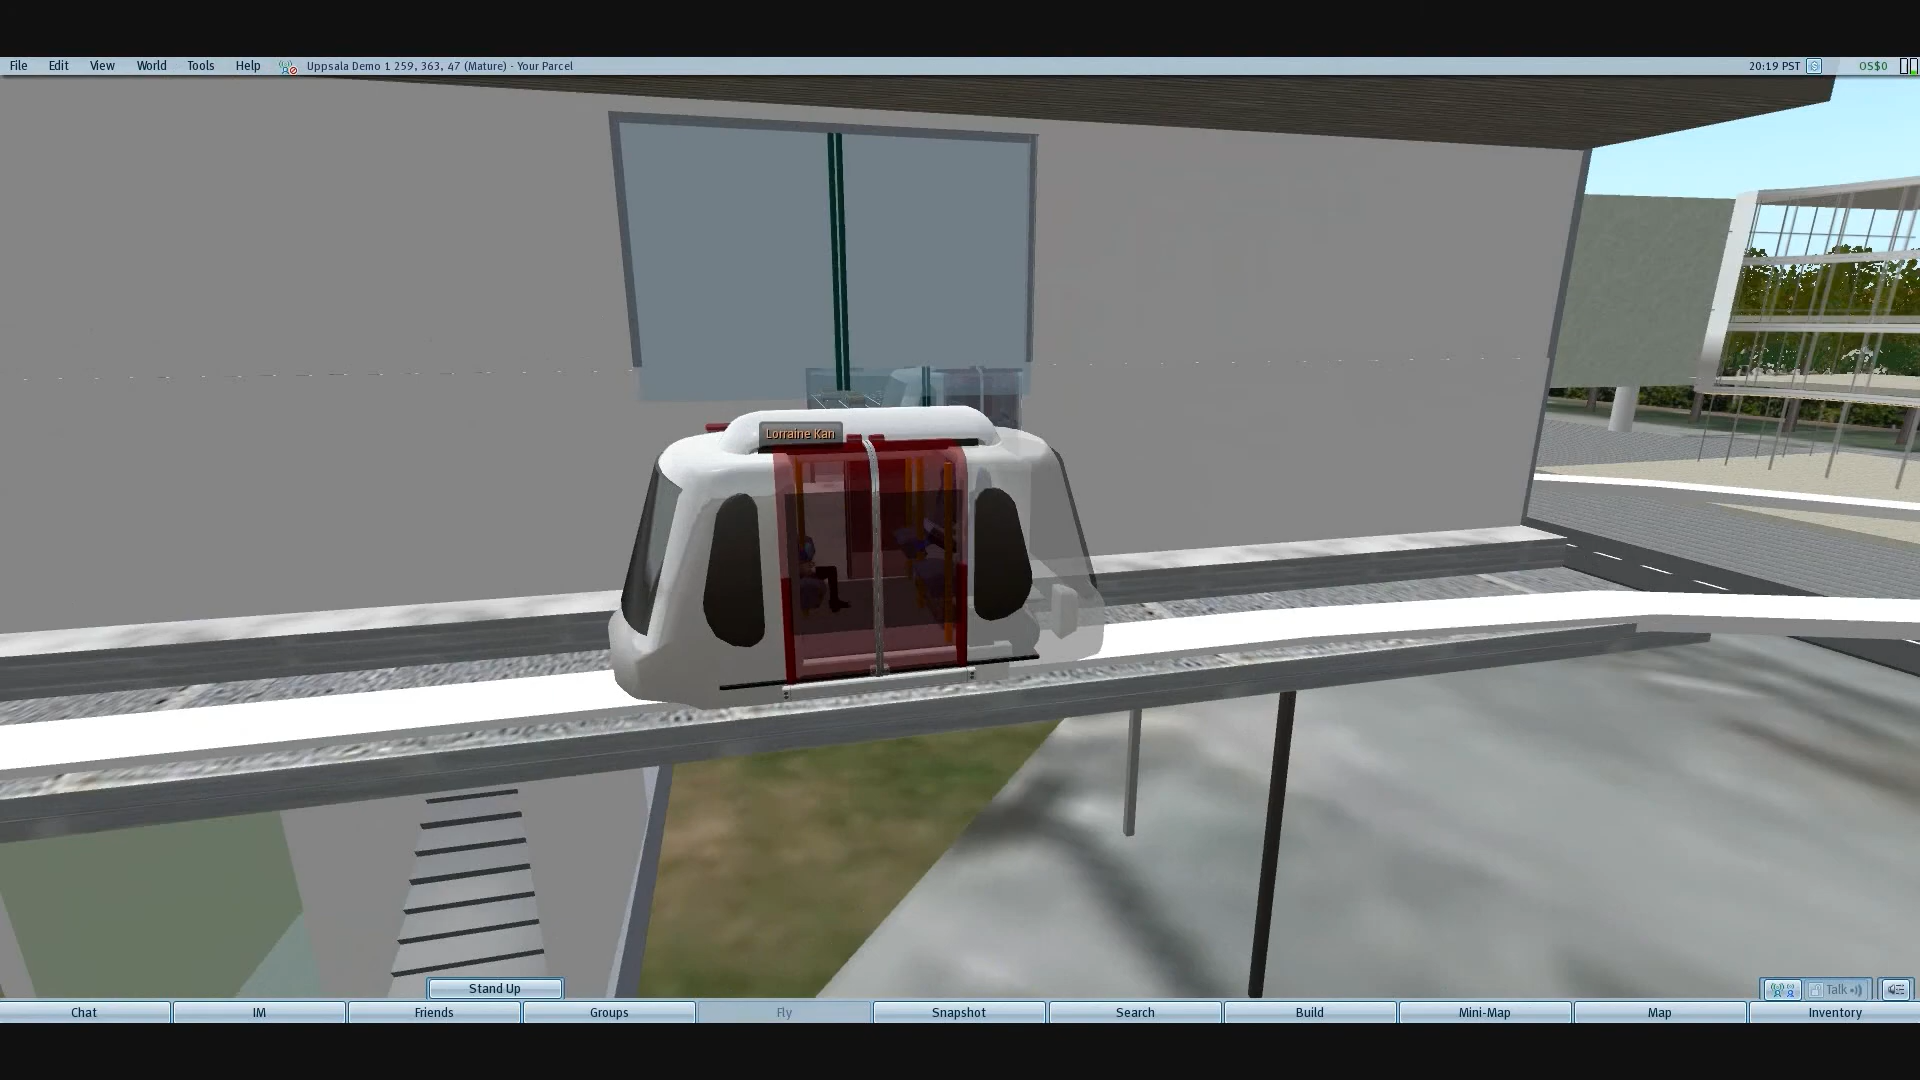 File Edit View World Tools Help Uppsala Demo 1 259, 363, 47 (Mature) - Your Parcel 20:19 PST OS$0
Lorraine Kan
Stand Up Talk
Chat IM Friends Groups Fly Snapshot Search Build Mini-Map Map Inventory